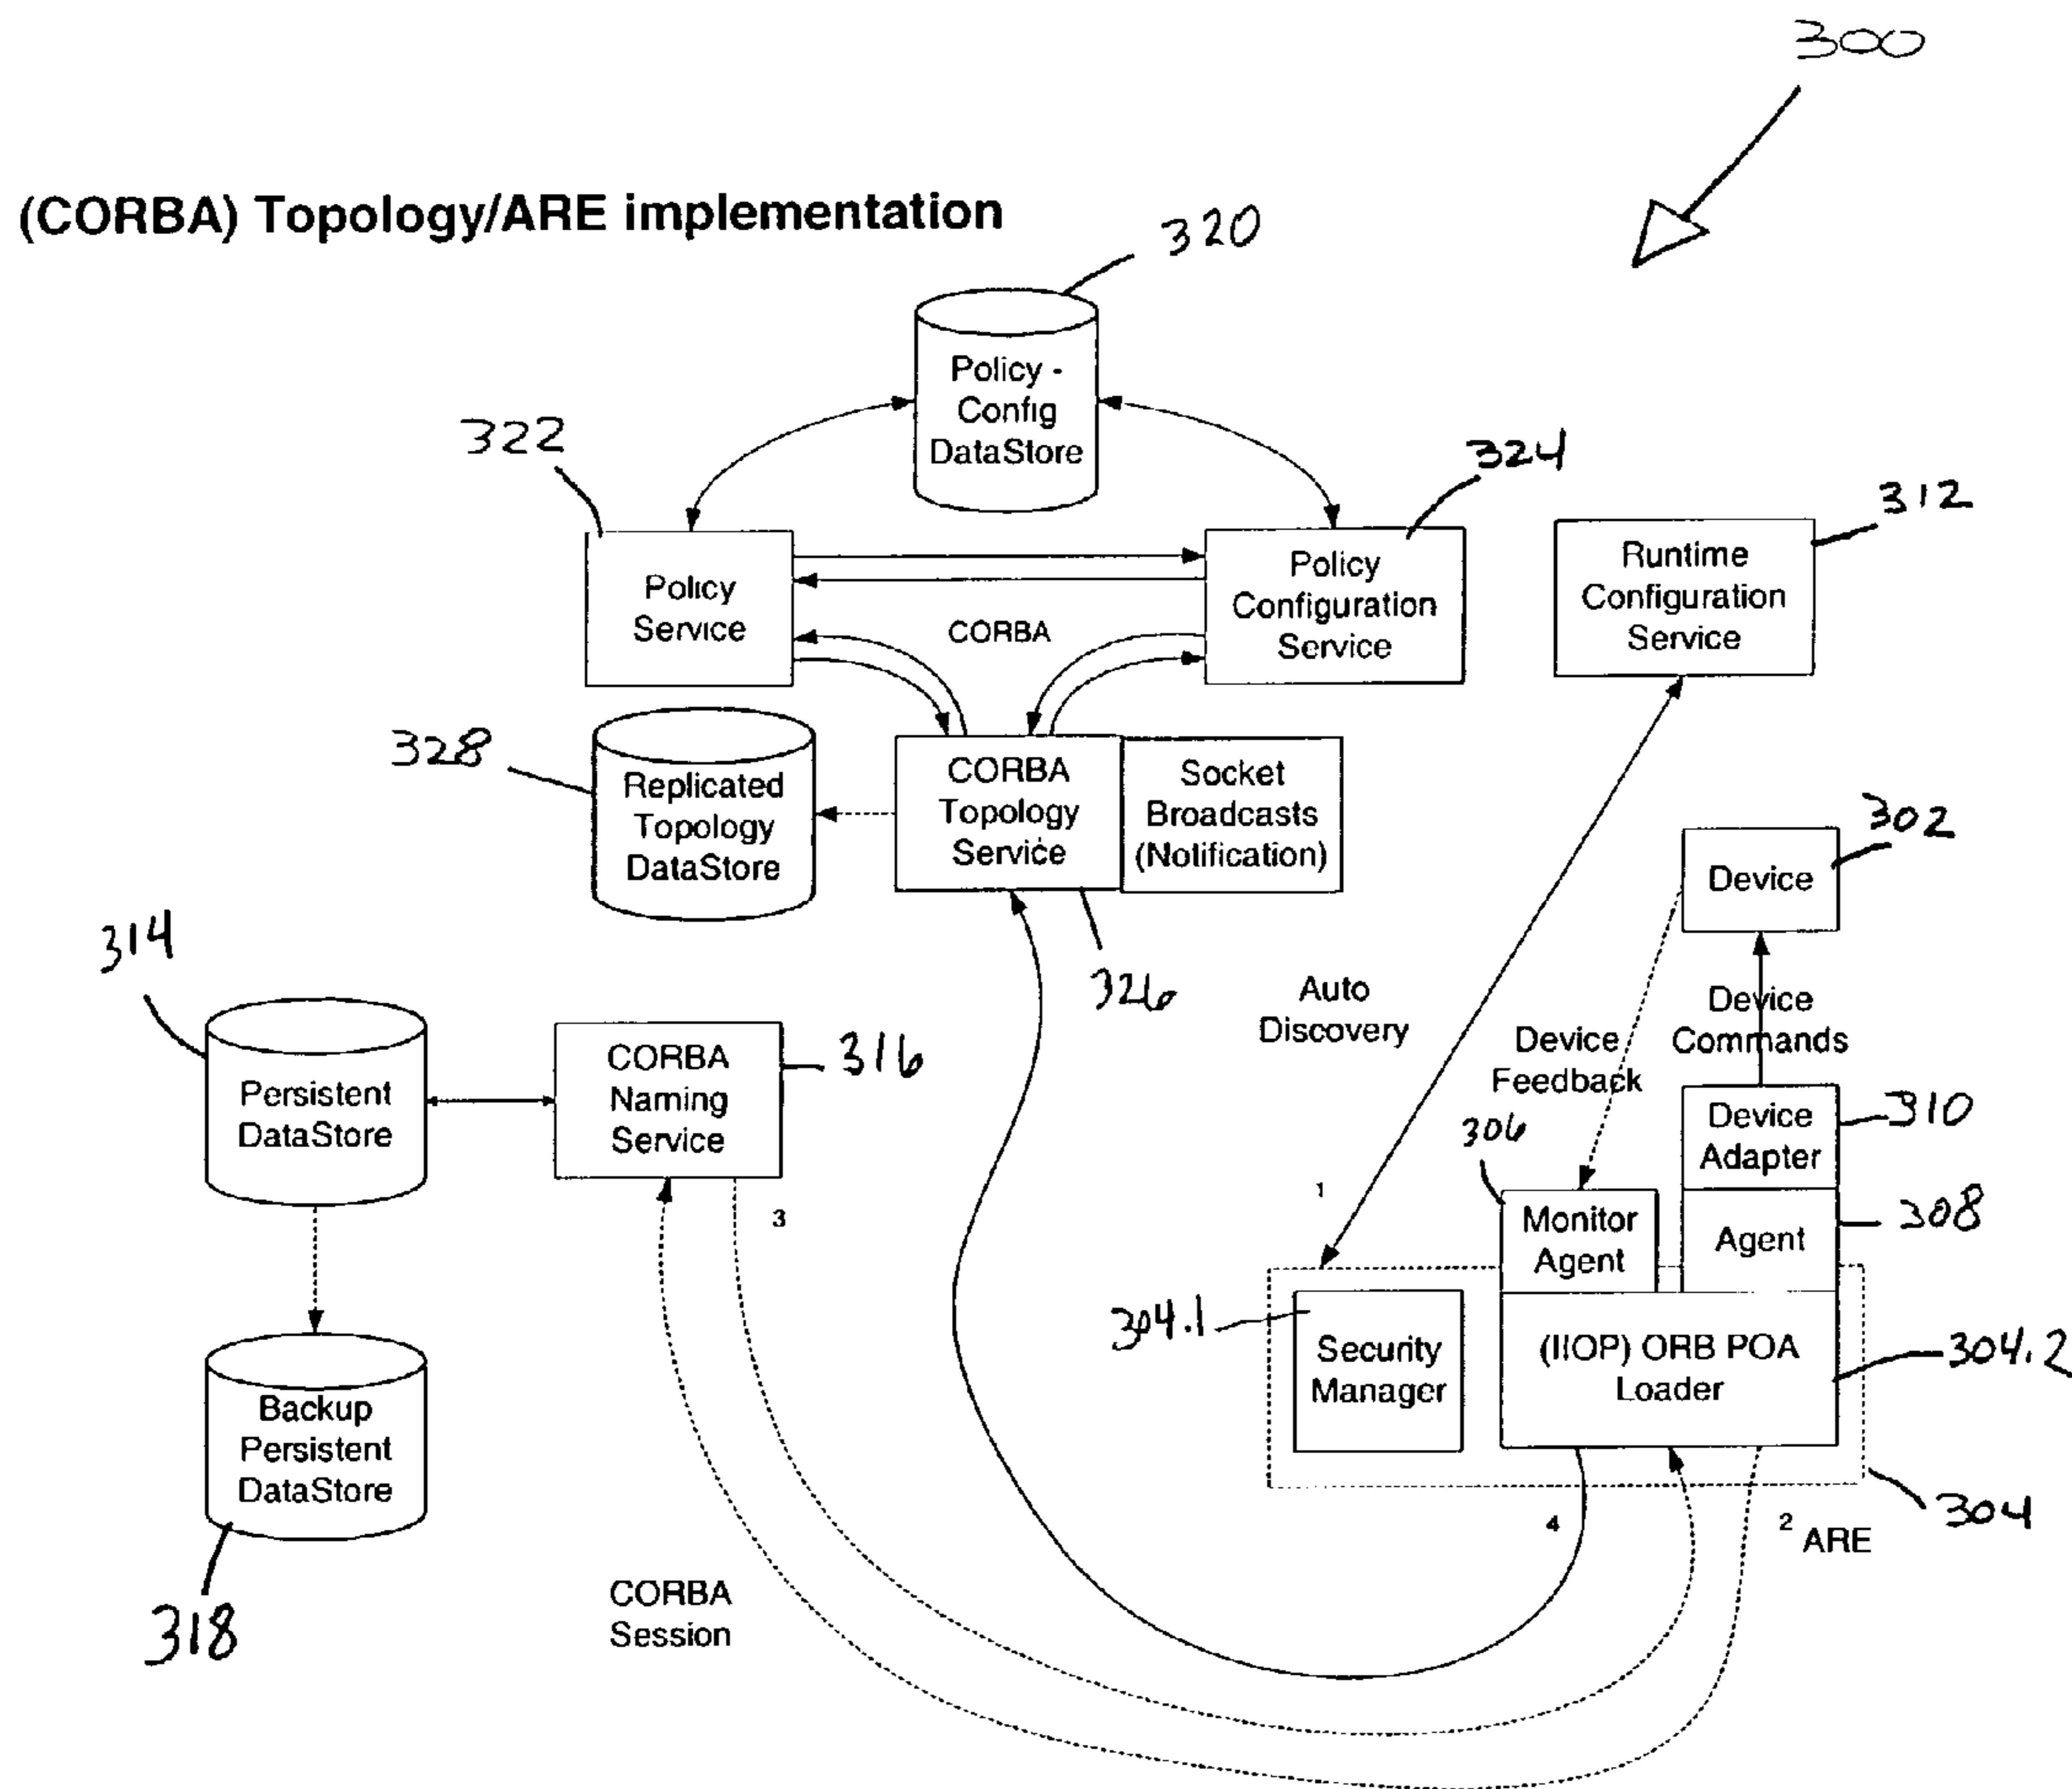 300
(CORBA) Topology/ARE implementation
320
Policy -
Config
DataStore
322
324
312
Policy
Service
CORBA
Policy
Configuration
Service
Runtime
Configuration
Service
328
Replicated
Topology
DataStore
CORBA
Topology
Service
Socket
Broadcasts
(Notification)
302
Device
326
314
Persistent
DataStore
CORBA
Naming
Service
316
Auto
Discovery
Device
Feedback
Device
Commands
306
Device
Adapter
310
1
3
Monitor
Agent
Agent
308
304.1
Security
Manager
(IIOP) ORB POA
Loader
304.2
Backup
Persistent
DataStore
318
4
2
ARE
304
CORBA
Session